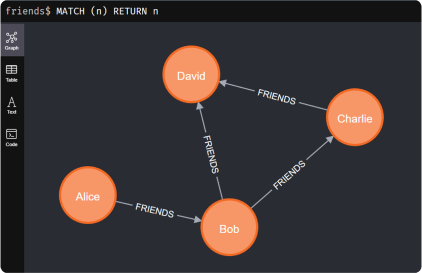 friends$ MATCH (n) RETURN n
Graph
Table
Text
Code
David
FRIENDS
Charlie
FRIENDS
FRIENDS
Alice
FRIENDS
Bob